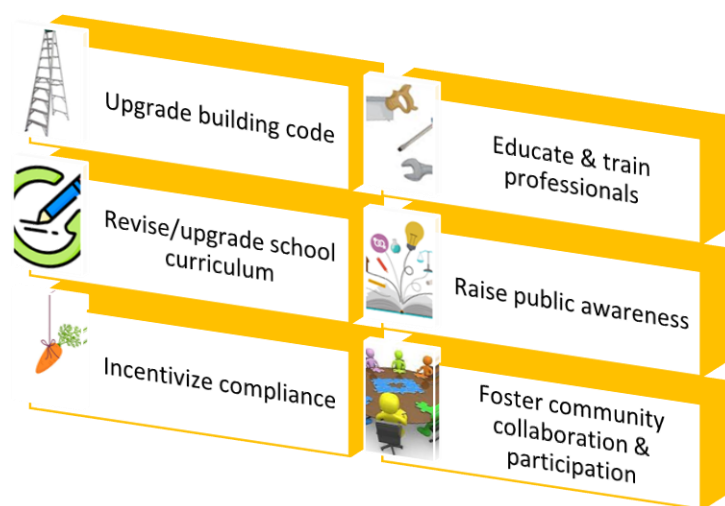 Upgrade building code
Educate & train
professionals
Revise/upgrade school
curriculum
Raise public awareness
Incentivize compliance
Foster community
collaboration &
participation